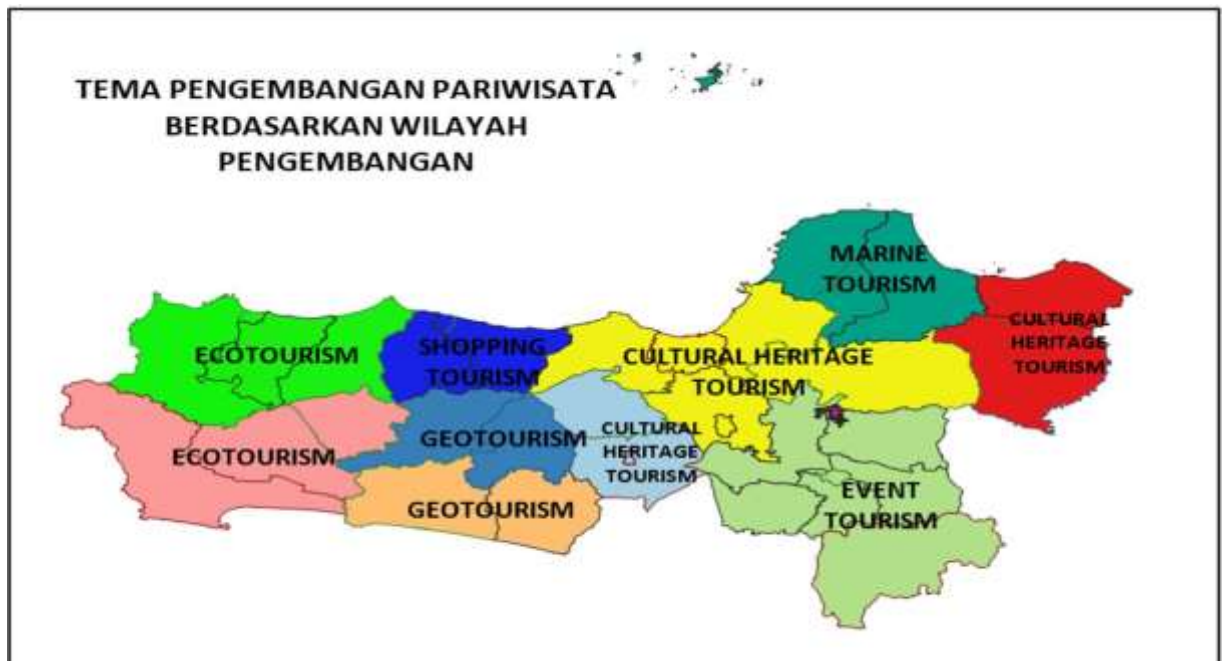 TEMA PENGEMBANGAN PARIWISATA
BERDASARKAN WILAYAH
PENGEMBANGAN
MARINE
TOURISM
CULTURAL
HERITAGE
TOURISM
ECOTOURISM
SHOPPING
TOURISM
CULTURAL HERITAGE
TOURISM
ECOTOURISM
GEOTOURISM
CULTURAL
HERITAGE
TOURISM
GEOTOURISM
EVENT
TOURISM